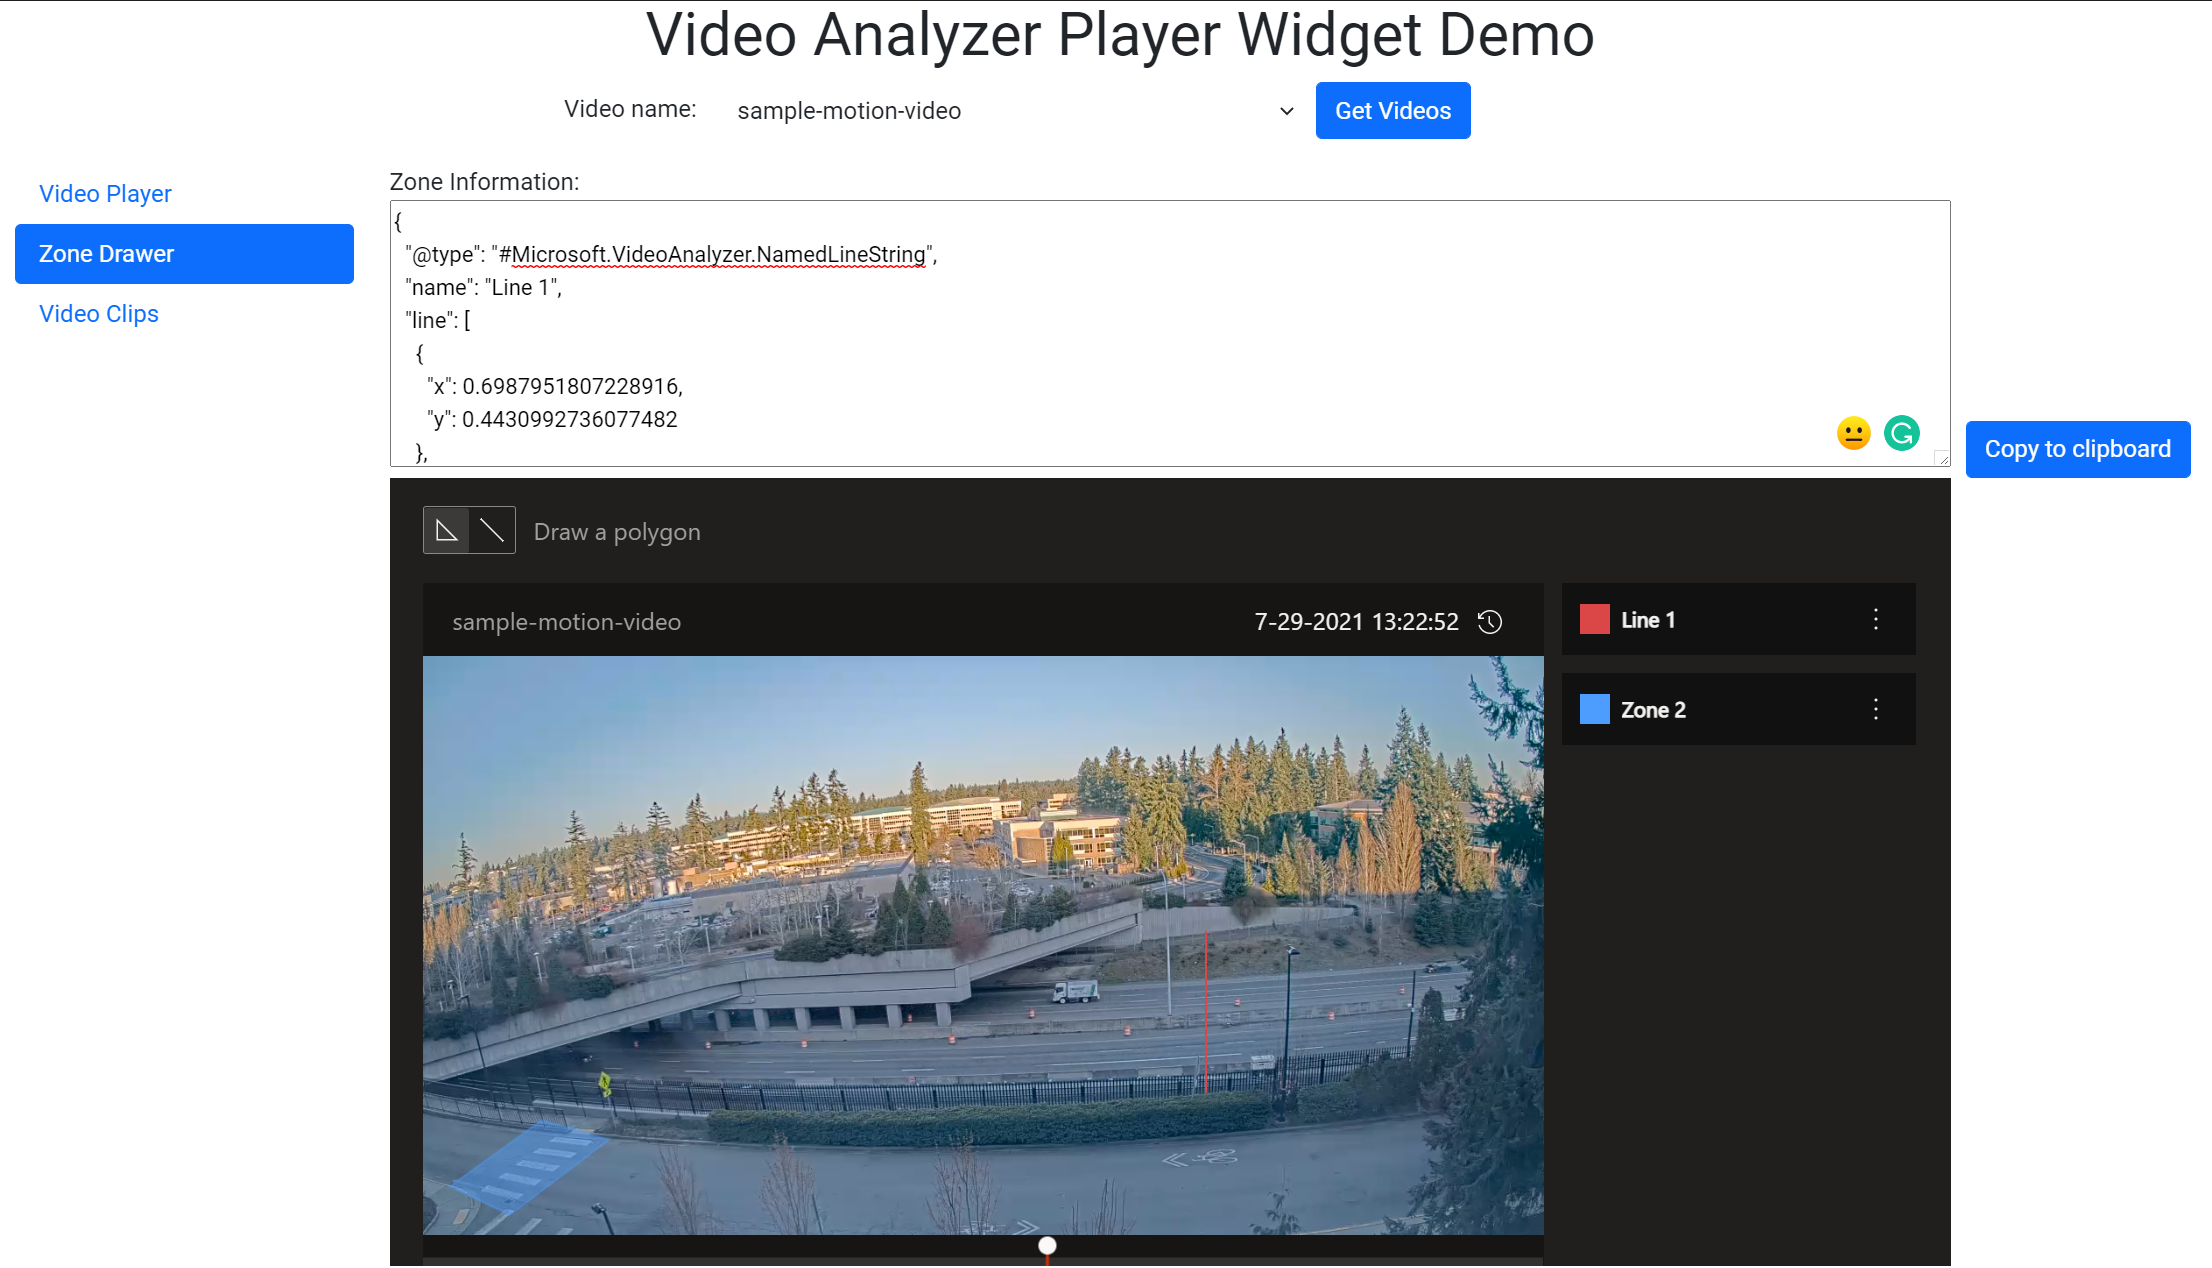 Video Analyzer Player Widget Demo
Video name: sample-motion-video Get Videos
Video Player
Zone Drawer
Video Clips
Zone Information:
{
"@type": "#Microsoft.VideoAnalyzer.NamedLineString",
"name": "Line 1",
"line": [
{
"x": 0.6987951807228916,
"y": 0.4430992736077482
},
Copy to clipboard
Draw a polygon
sample-motion-video 7-29-2021 13:22:52
Line 1
Zone 2